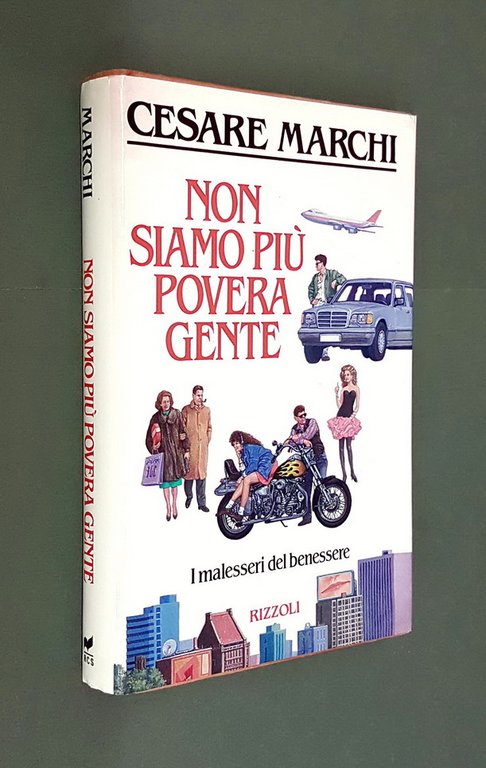 CESARE MARCHI
NON
SIAMO PIÙ
POVERA
GENTE
I malesseri del benessere
RIZZOLI
MARCHI
NON SIAMO PIÙ POVERA GENTE
RCS